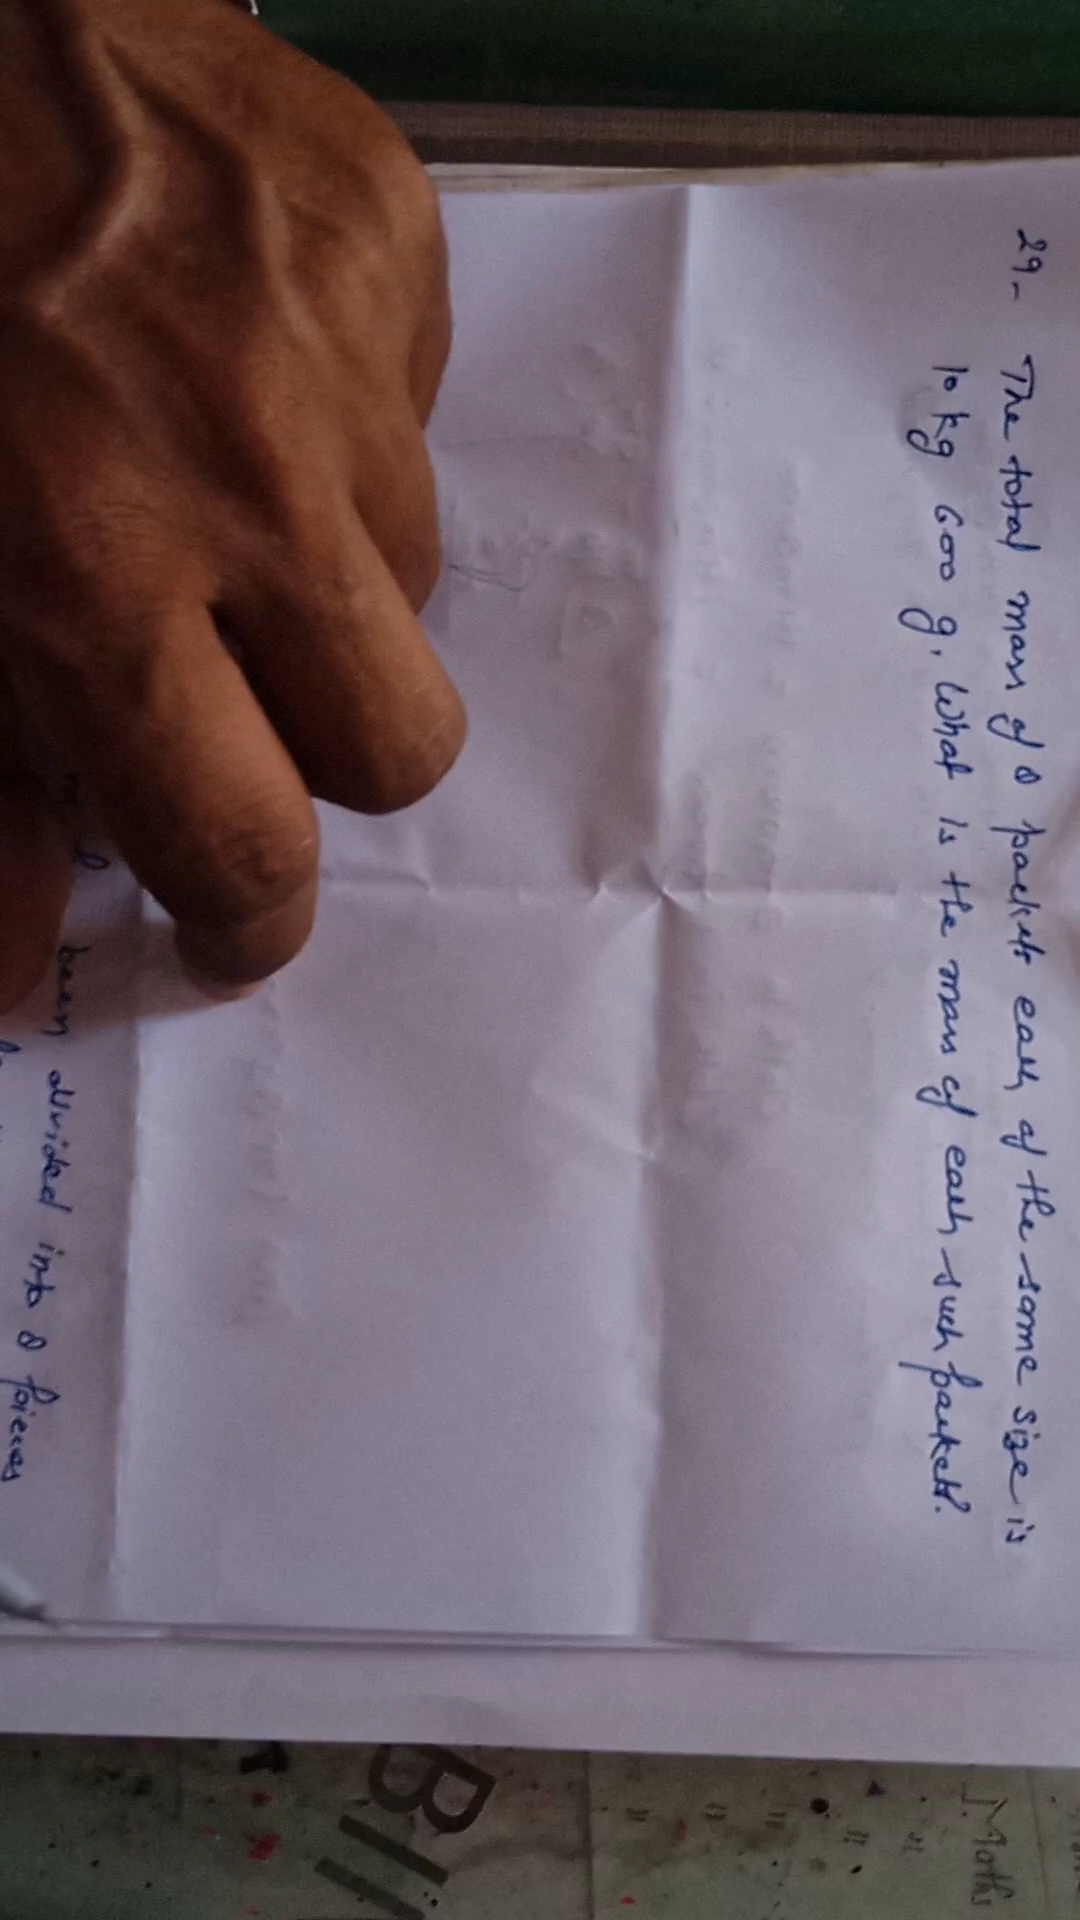 29- The total mass of 8 packets each of the same size is
10 kg 600 g. What is the mass of each such packet.
been divided into 8 pieces
Maths